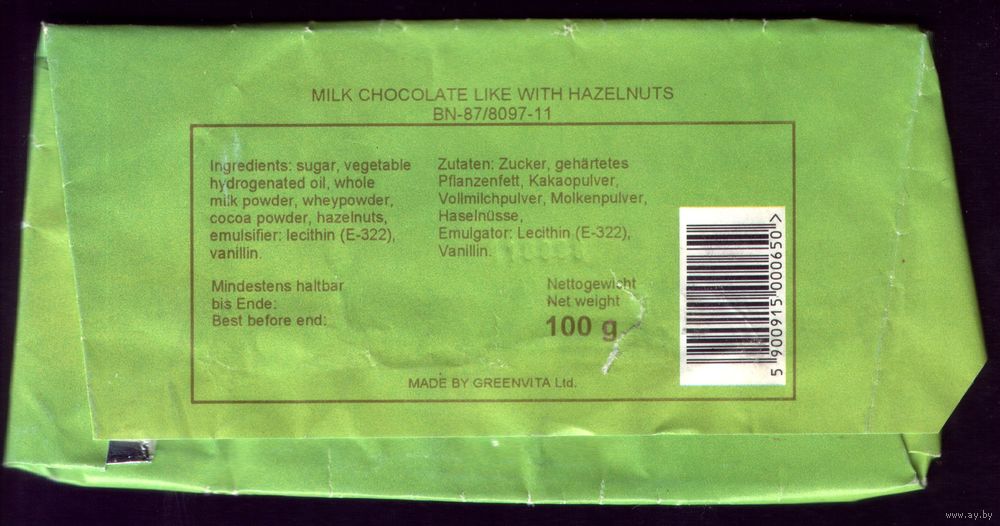 MILK CHOCOLATE LIKE WITH HAZELNUTS
BN-87/8097-11
Ingredients: sugar, vegetable
hydrogenated oil, whole
milk powder, wheypowder,
cocoa powder, hazelnuts,
emulsifier: lecithin (E-322),
vanillin.
Zutaten: Zucker, gehärtetes
Pflanzenfett, Kakaopulver,
Vollmilchpulver, Molkenpulver,
Haselnüsse,
Emulgator: Lecithin (E-322),
Vanillin.
Mindestens haltbar
bis Ende:
Best before end:
Nettogewicht
Net weight
100 g
MADE BY GREENVITA Ltd.
5 900915 000650 >
www.ay.by